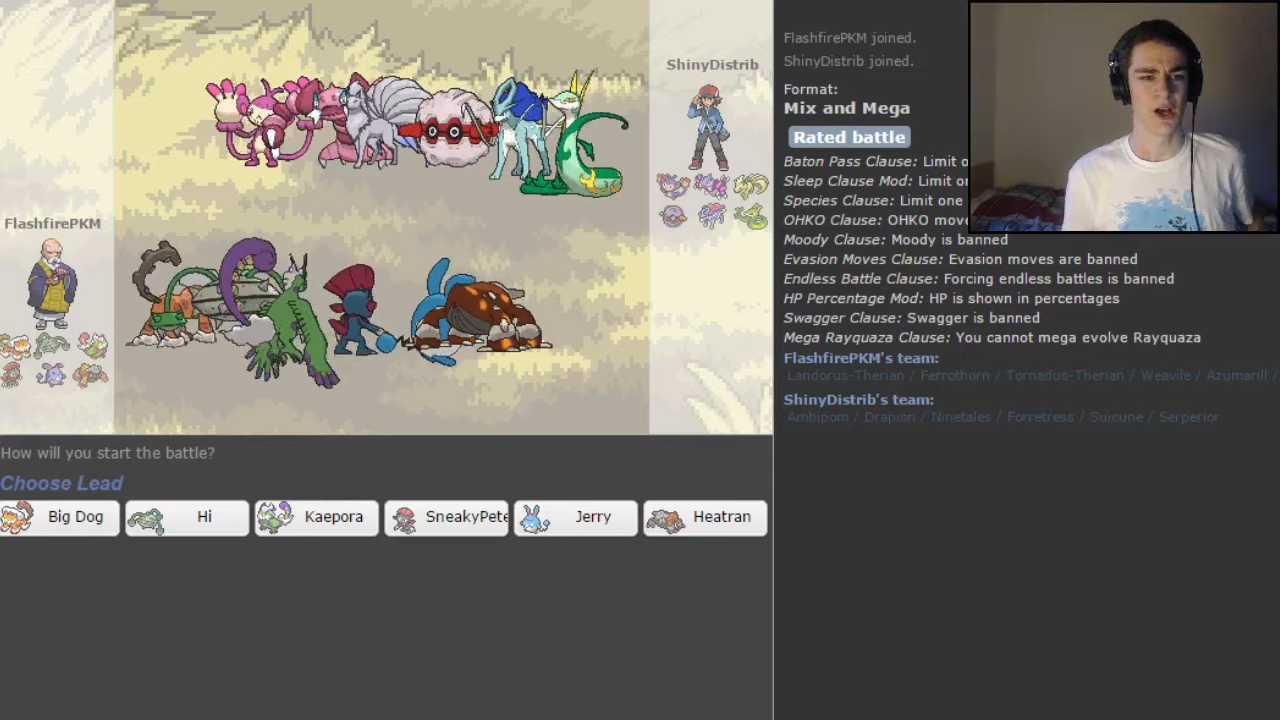 FlashfirePKM
How will you start the battle?
Choose Lead
Big Dog
Hi
Kaepora
SneakyPete
Jerry
Heatran
ShinyDistrib
FlashfirePKM joined.
ShinyDistrib joined.
Format:
Mix and Mega
Rated battle
Baton Pass Clause: Limit
Sleep Clause Mod: Limit
Species Clause: Limit one
OHKO Clause: OHKO
Moody Clause: Moody is banned
Evasion Moves Clause: Evasion moves are banned
Endless Battle Clause: Forcing endless battles is banned
HP Percentage Mod: HP is shown in percentages
Swagger Clause: Swagger is banned
Mega Rayquaza Clause: You cannot mega evolve Rayquaza
FlashfirePKM's team:
Landorus-Therian / Ferrothorn / Tornadus-Therian / Weavile / Azumarill /
ShinyDistrib's team:
Ambipom / Drapion / Ninetales / Forretress / Suicune / Serperior